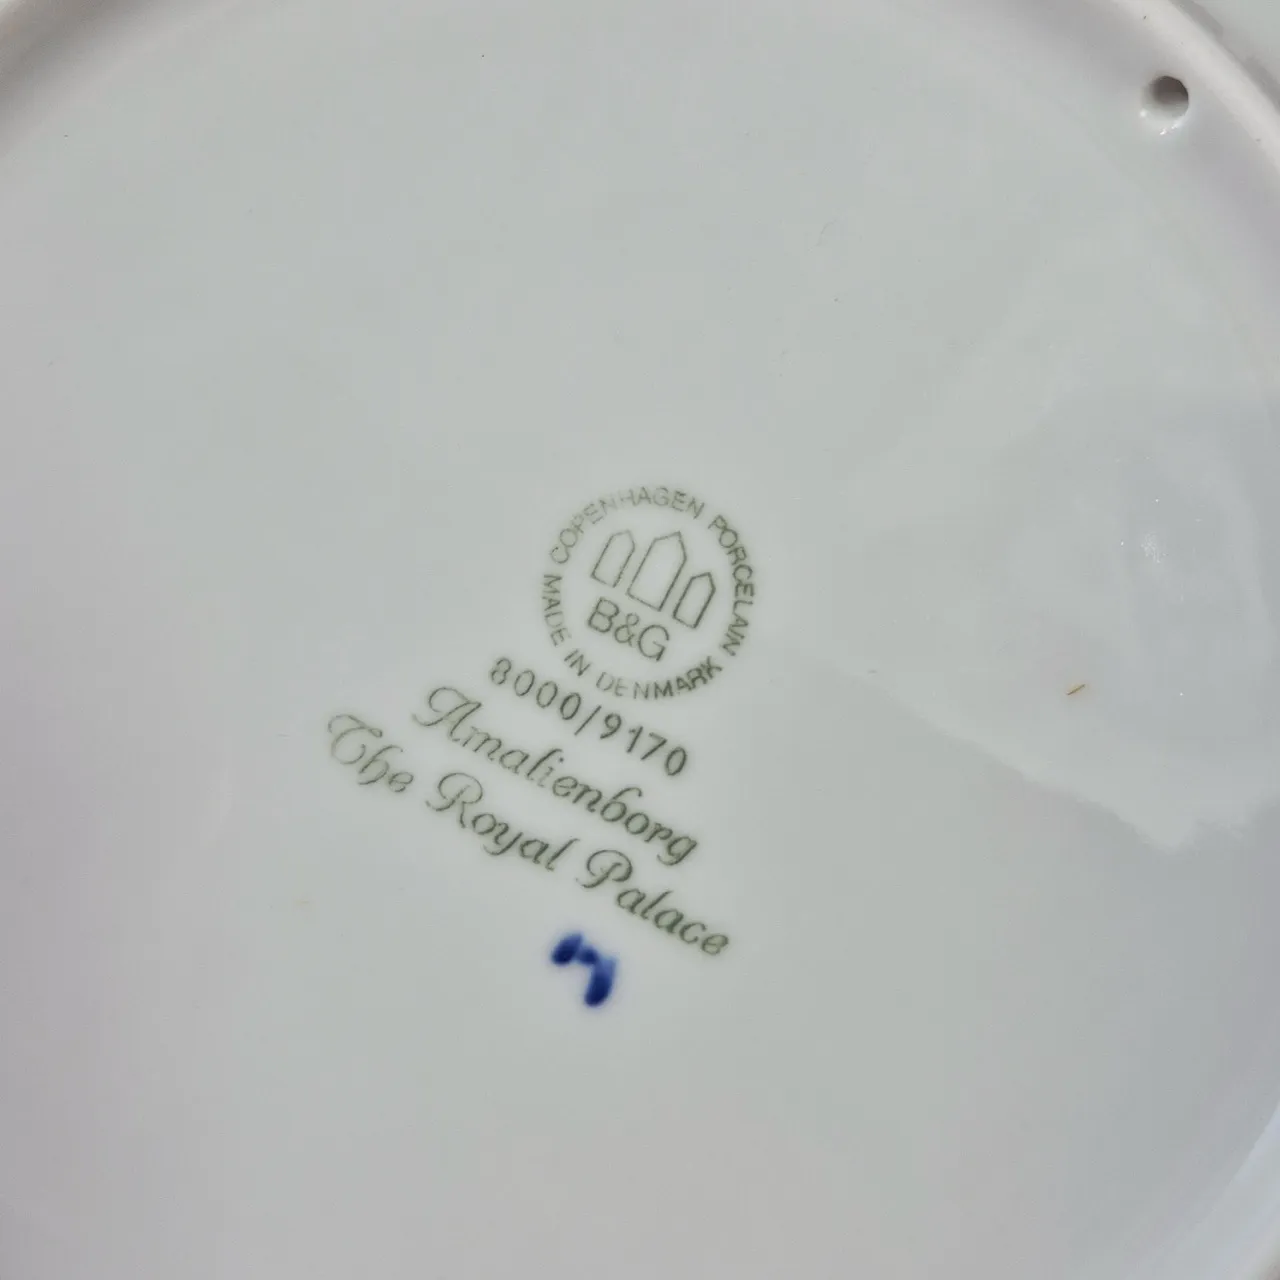 COPENHAGEN PORCELAIN
B&G
MADE IN DENMARK
8000/9170
Amalienborg
The Royal Palace